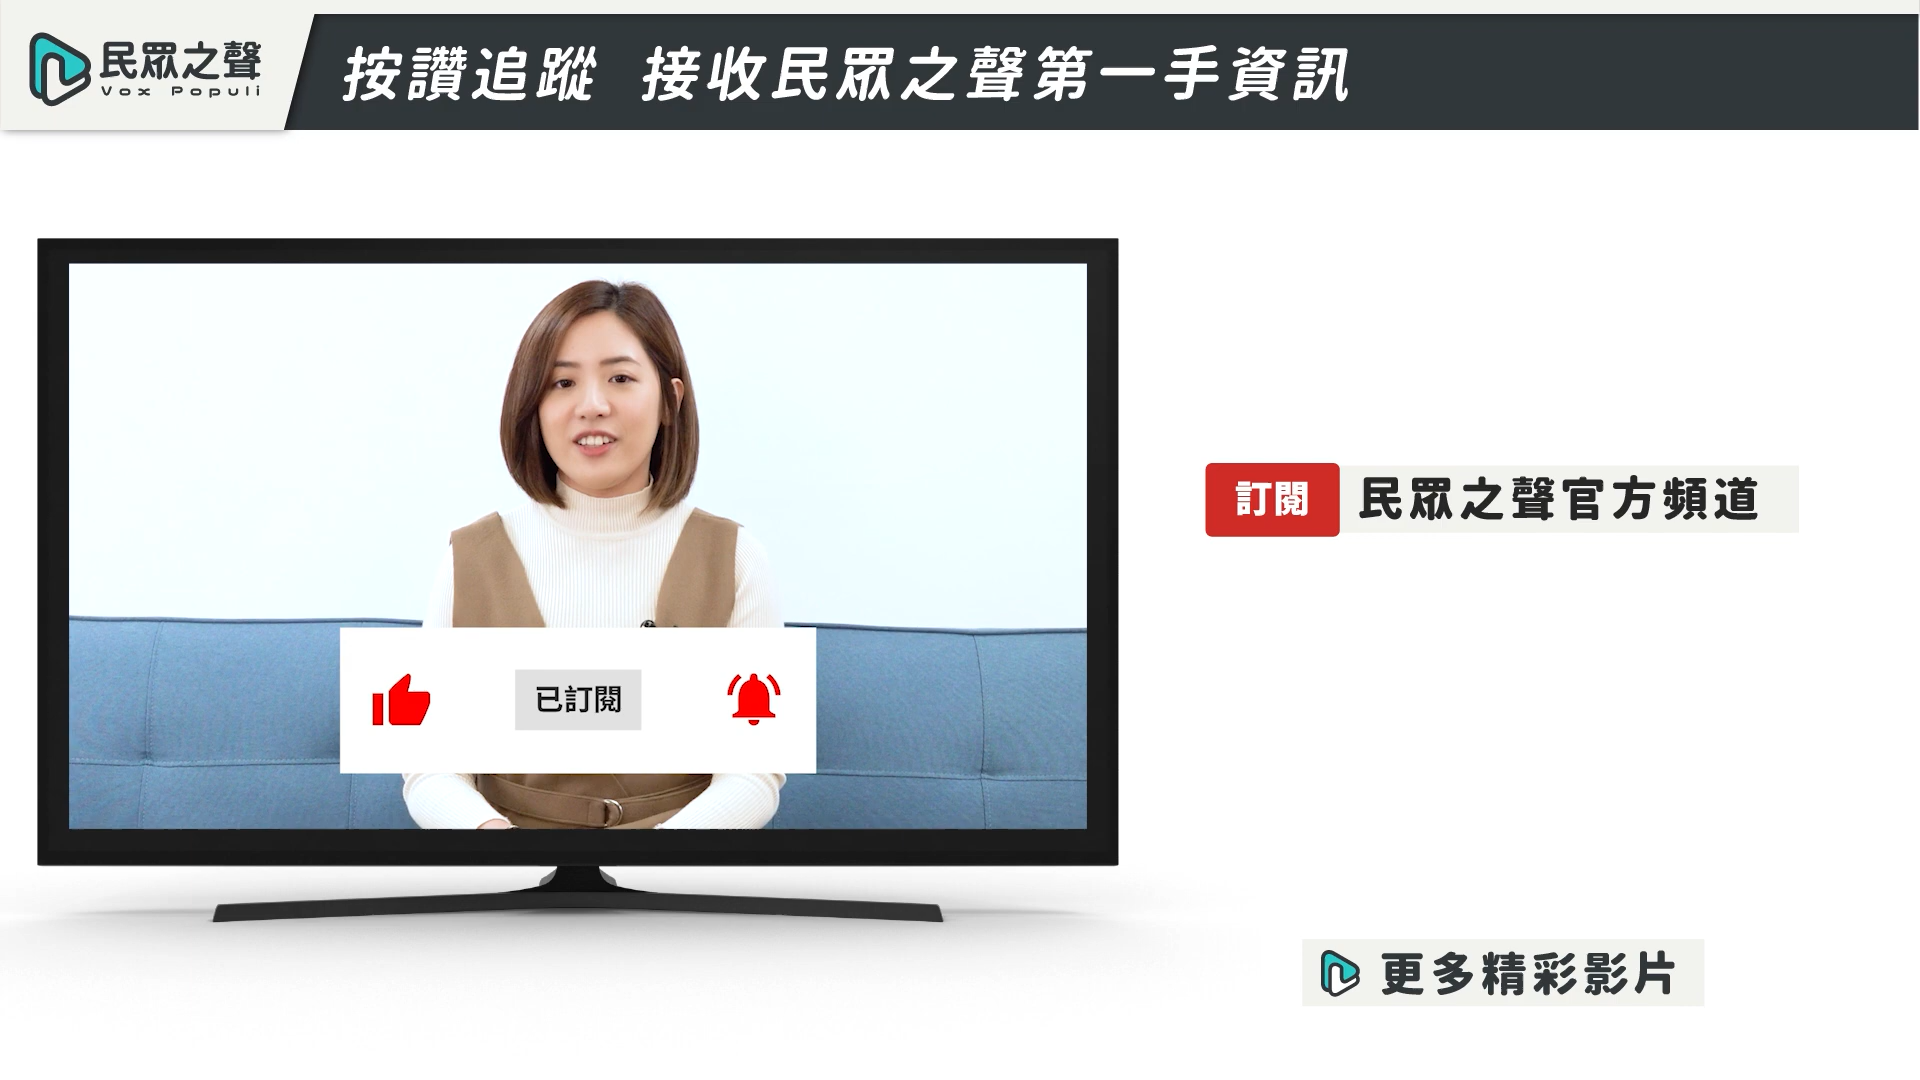 民眾之聲
Vox Populi
按讚追蹤 接收民眾之聲第一手資訊
已訂閱
訂閱 民眾之聲官方頻道
更多精彩影片